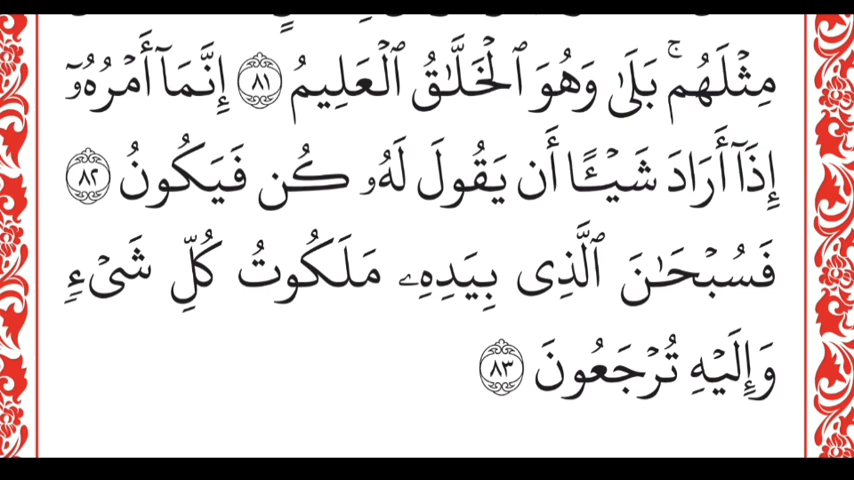 مِثۡلَهُمۚ بَلَىٰ وَهُوَ ٱلۡخَلَّٰقُ ٱلۡعَلِيمُ ٨١ إِنَّمَآ أَمۡرُهُۥٓ
إِذَآ أَرَادَ شَيۡـًٔا أَن يَقُولَ لَهُۥ كُن فَيَكُونُ ٨٢
فَسُبۡحَٰنَ ٱلَّذِى بِيَدِهِۦ مَلَكُوتُ كُلِّ شَىۡءٍ
وَإِلَيۡهِ تُرۡجَعُونَ ٨٣